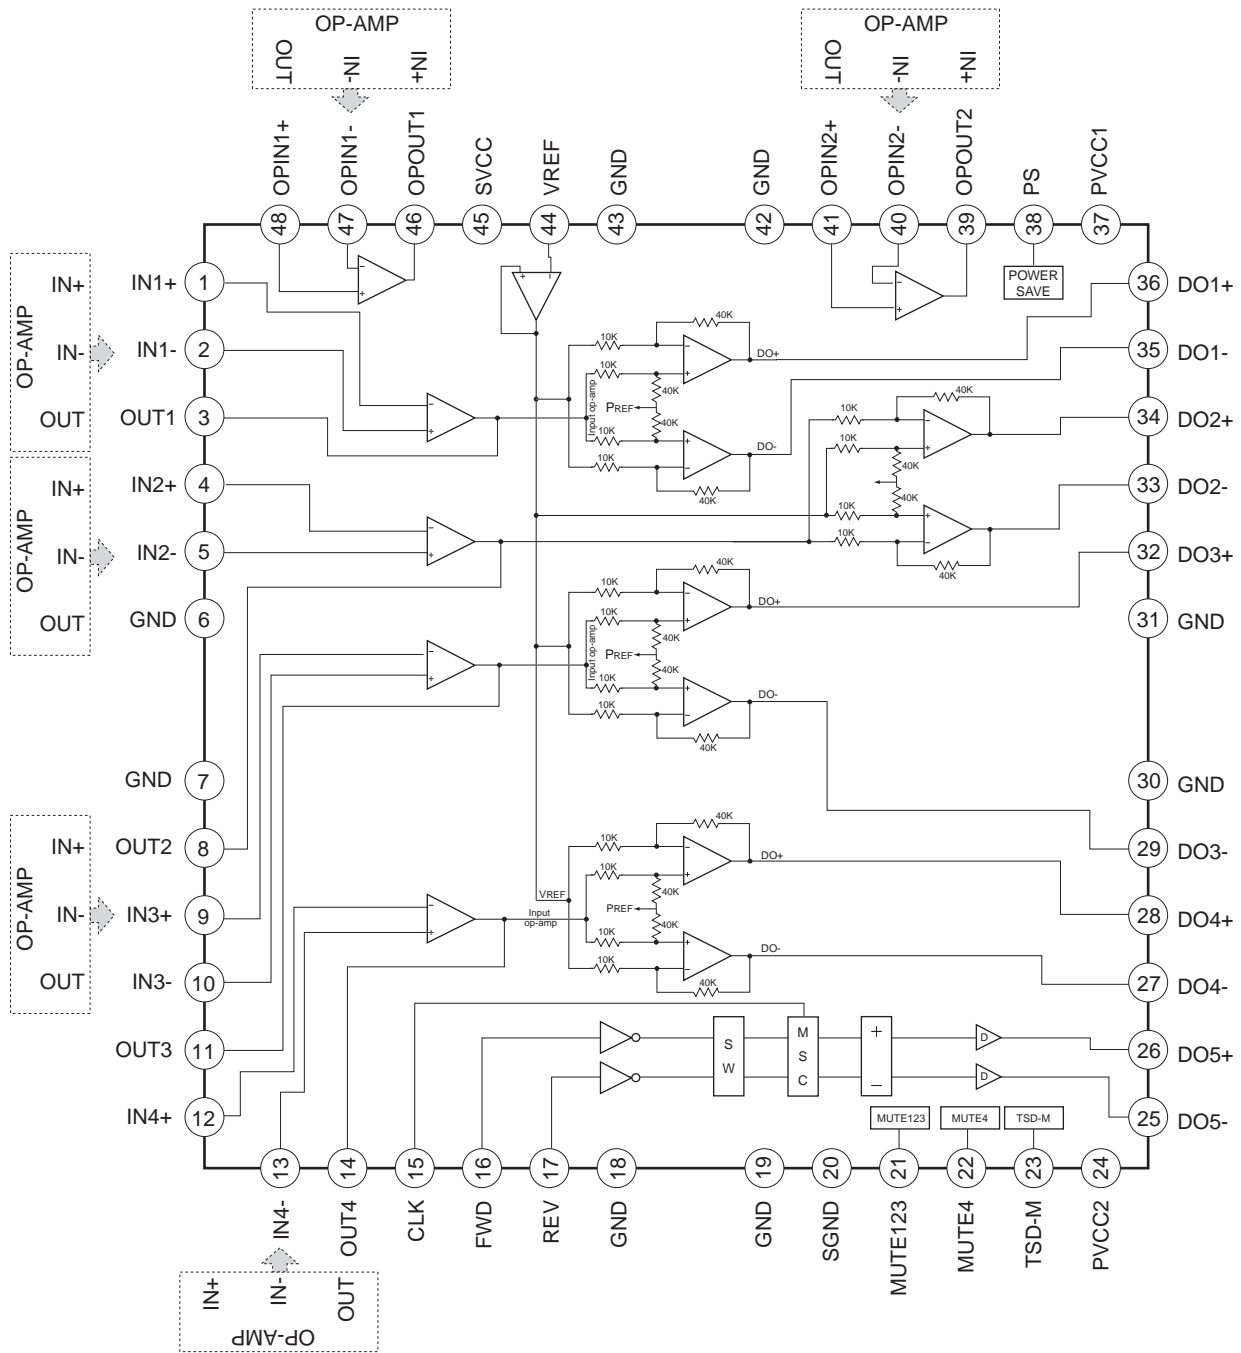 OP-AMP
OUT
IN-
IN+
OP-AMP
OUT
IN-
IN+
OPIN1+
OPIN1-
OPOUT1
SVCC
VREF
GND
GND
OPIN2+
OPIN2-
OPOUT2
PS
PVCC1
48
47
46
45
44
43
42
41
40
39
38
37
POWER
SAVE
OP-AMP
IN+
IN-
OUT
IN1+
1
IN1-
2
OUT1
3
OP-AMP
IN+
IN-
OUT
IN2+
4
IN2-
5
GND
6
GND
7
OUT2
8
OP-AMP
IN+
IN-
OUT
IN3+
9
IN3-
10
OUT3
11
IN4+
12
36 DO1+
35 DO1-
34 DO2+
33 DO2-
32 DO3+
31 GND
30 GND
29 DO3-
28 DO4+
27 DO4-
26 DO5+
25 DO5-
-
+
-
+
+
-
-
+
-
+
-
+
-
+
40K
10K
-
DO+
10K
+
40K
Input op-amp
PREF
40K
10K
+
DO-
10K
-
40K
40K
10K
-
10K
+
40K
40K
10K
+
10K
-
40K
40K
10K
-
DO+
10K
+
40K
Input op-amp
PREF
40K
10K
+
DO-
10K
-
40K
40K
10K
-
DO+
10K
+
40K
VREF
PREF
Input
op-amp
40K
10K
+
DO-
10K
-
40K
S
W
M
S
C
+
–
D
D
MUTE123
MUTE4
TSD-M
13
14
15
16
17
18
19
20
21
22
23
24
IN4-
OUT4
CLK
FWD
REV
GND
GND
SGND
MUTE123
MUTE4
TSD-M
PVCC2
IN+
IN-
OUT
OP-AMP